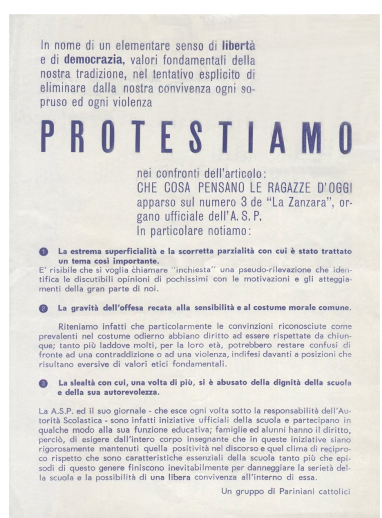 In nome di un elementare senso di libertà
e di democrazia, valori fondamentali della
nostra tradizione, nel tentativo esplicito di
eliminare dalla nostra convivenza ogni so-
pruso ed ogni violenza
PROTESTIAMO
nei confronti dell'articolo:
CHE COSA PENSANO LE RAGAZZE D'OGGI
apparso sul numero 3 de "La Zanzara", or-
gano ufficiale dell'A. S. P.
In particolare notiamo:
1 La estrema superficialità e la scorretta parzialità con cui è stato trattato
un tema così importante.
E' risibile che si voglia chiamare "inchiesta" una pseudo-rilevazione che iden-
tifica le discutibili opinioni di pochissimi con le motivazioni e gli atteggia-
menti della gran parte di noi.
2 La gravità dell'offesa recata alla sensibilità e al costume morale comune.
Riteniamo infatti che particolarmente le convinzioni riconosciute come
prevalenti nel costume odierno abbiano diritto ad essere rispettate da chiun-
que; tanto più laddove molti, per la loro età, potrebbero restare confusi di
fronte ad una contraddizione o ad una violenza, indifesi davanti a posizioni che
risultano eversive di valori etici fondamentali.
3 La slealtà con cui, una volta di più, si è abusato della dignità della scuola
e della sua autorevolezza.
La A.S.P. ed il suo giornale - che esce ogni volta sotto la responsabilità dell'Au-
torità Scolastica - sono infatti iniziative ufficiali della scuola e partecipano in
qualche modo alla sua funzione educativa; famiglie ed alunni hanno il diritto,
perciò, di esigere dall'intero corpo insegnante che in queste iniziative siano
rigorosamente mantenuti quella positività nel discorso e quel clima di recipro-
co rispetto che sono caratteristiche essenziali della scuola tanto più che epi-
sodi di questo genere finiscono inevitabilmente per danneggiare la serietà del-
la scuola e la possibilità di una libera convivenza all'interno di essa.
Un gruppo di Pariniani cattolici